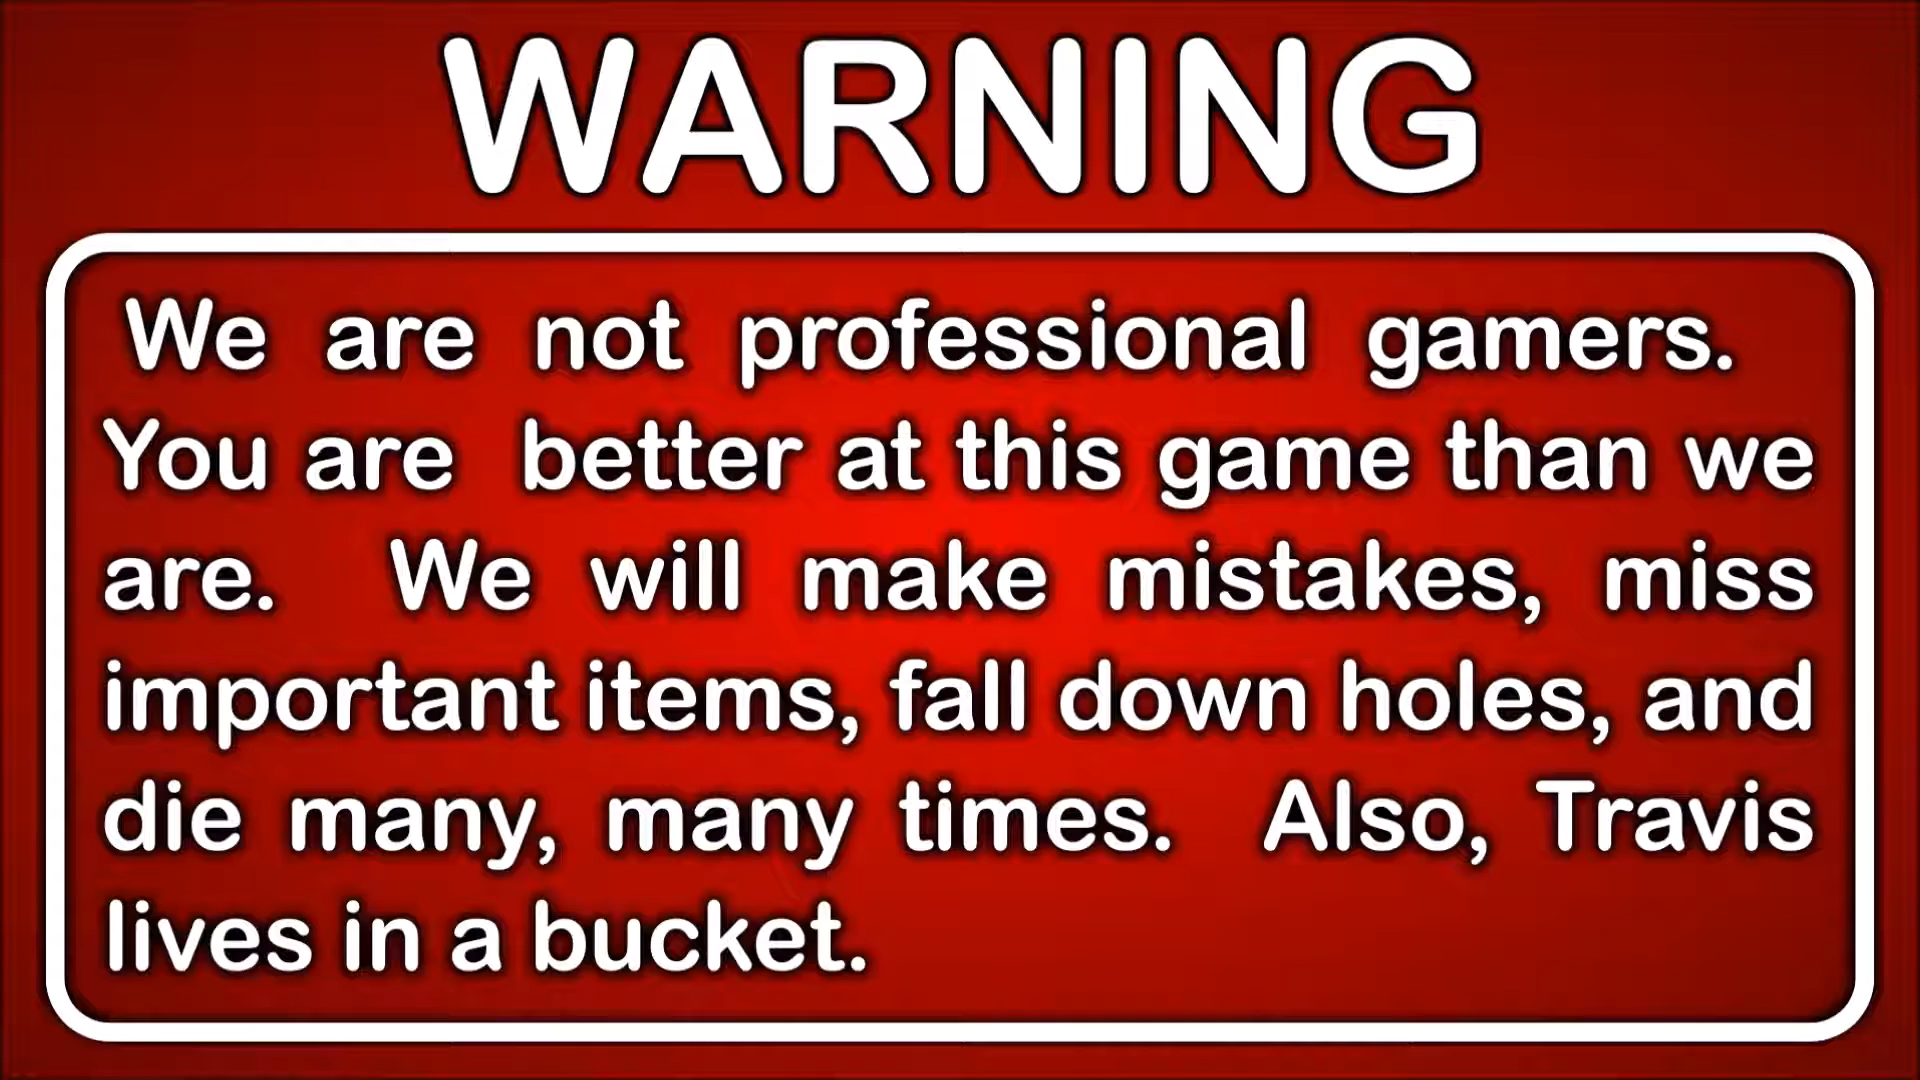 WARNING
We are not professional gamers.
You are better at this game than we
are. We will make mistakes, miss
important items, fall down holes, and
die many, many times. Also, Travis
lives in a bucket.